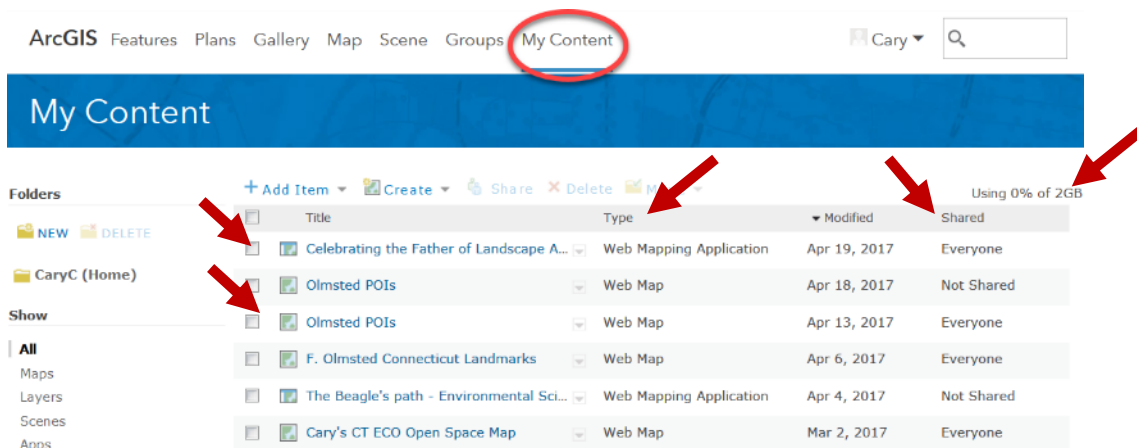 ArcGIS Features Plans Gallery Map Scene Groups My Content Cary
My Content
Folders
NEW DELETE
CaryC (Home)
Show
All
Maps
Layers
Scenes
Apps
Add Item Create Share Delete
Using 0% of 2GB
Title Type Modified Shared
Celebrating the Father of Landscape A... Web Mapping Application Apr 19, 2017 Everyone
Olmsted POIs Web Map Apr 18, 2017 Not Shared
Olmsted POIs Web Map Apr 13, 2017 Everyone
F. Olmsted Connecticut Landmarks Web Map Apr 6, 2017 Everyone
The Beagle's path - Environmental Sci... Web Mapping Application Apr 4, 2017 Not Shared
Cary's CT ECO Open Space Map Web Map Mar 2, 2017 Everyone